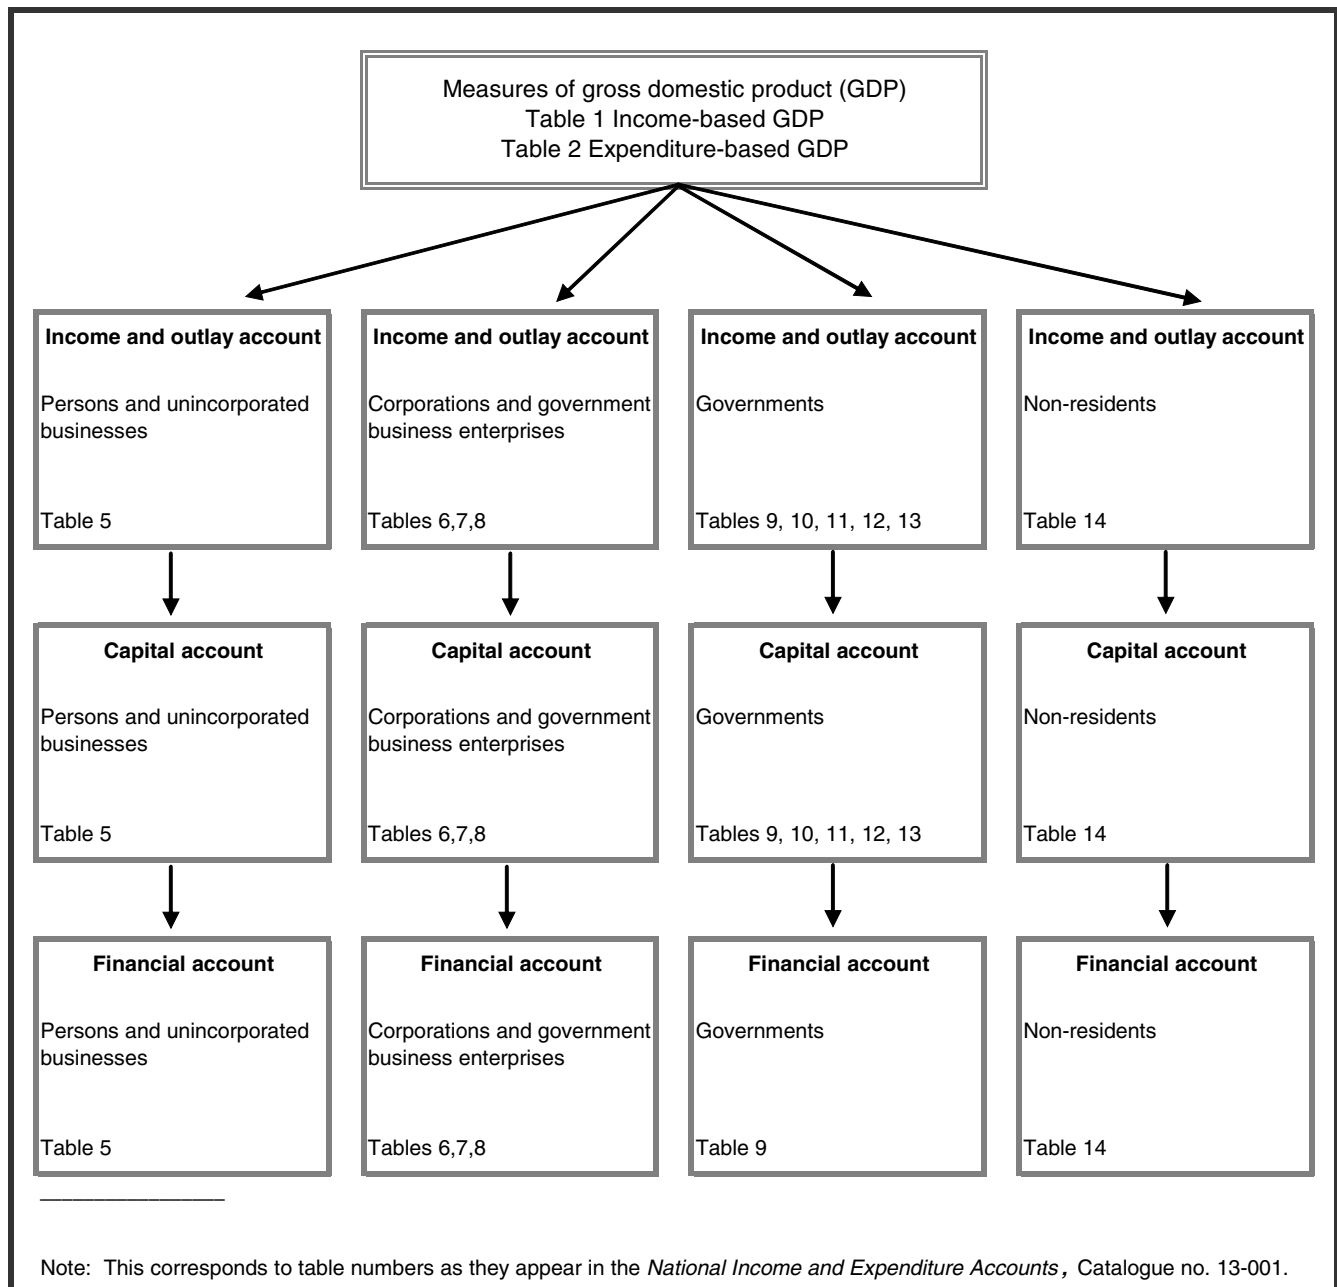 Measures of gross domestic product (GDP)
Table 1 Income-based GDP
Table 2 Expenditure-based GDP
Income and outlay account
Persons and unincorporated
businesses
Table 5
Income and outlay account
Corporations and government
business enterprises
Tables 6,7,8
Income and outlay account
Governments
Tables 9, 10, 11, 12, 13
Income and outlay account
Non-residents
Table 14
Capital account
Persons and unincorporated
businesses
Table 5
Capital account
Corporations and government
business enterprises
Tables 6,7,8
Capital account
Governments
Tables 9, 10, 11, 12, 13
Capital account
Non-residents
Table 14
Financial account
Persons and unincorporated
businesses
Table 5
Financial account
Corporations and government
business enterprises
Tables 6,7,8
Financial account
Governments
Table 9
Financial account
Non-residents
Table 14
Note: This corresponds to table numbers as they appear in the National Income and Expenditure Accounts, Catalogue no. 13-001.